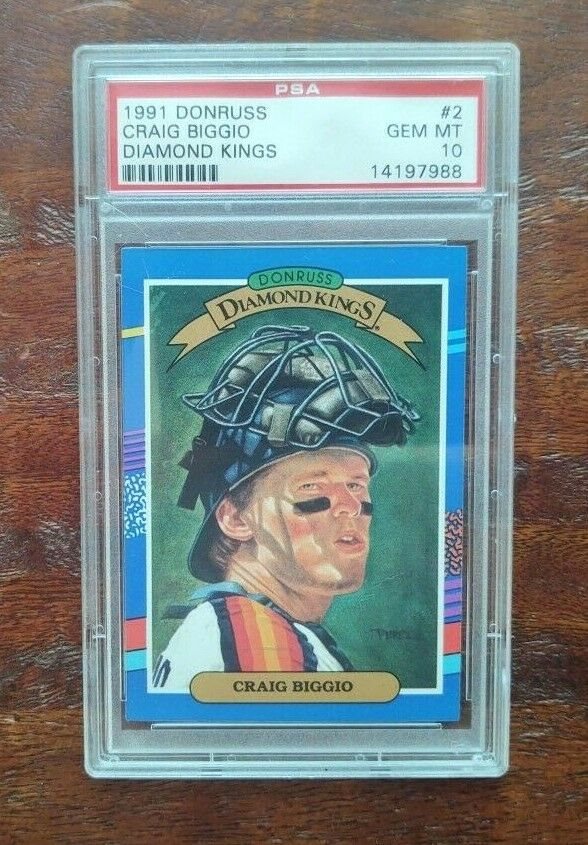 PSA
1991 DONRUSS #2
CRAIG BIGGIO GEM MT
DIAMOND KINGS 10
14197988
DONRUSS
DIAMOND KINGS
CRAIG BIGGIO